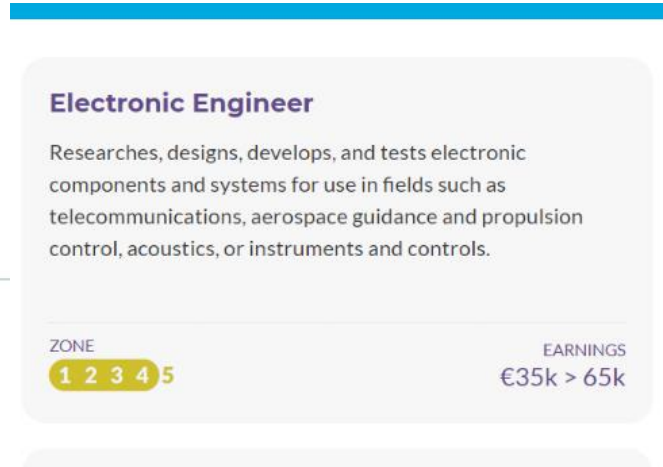 Electronic Engineer
Researches, designs, develops, and tests electronic
components and systems for use in fields such as
telecommunications, aerospace guidance and propulsion
control, acoustics, or instruments and controls.
ZONE
1 2 3 4 5
EARNINGS
€35k > 65k